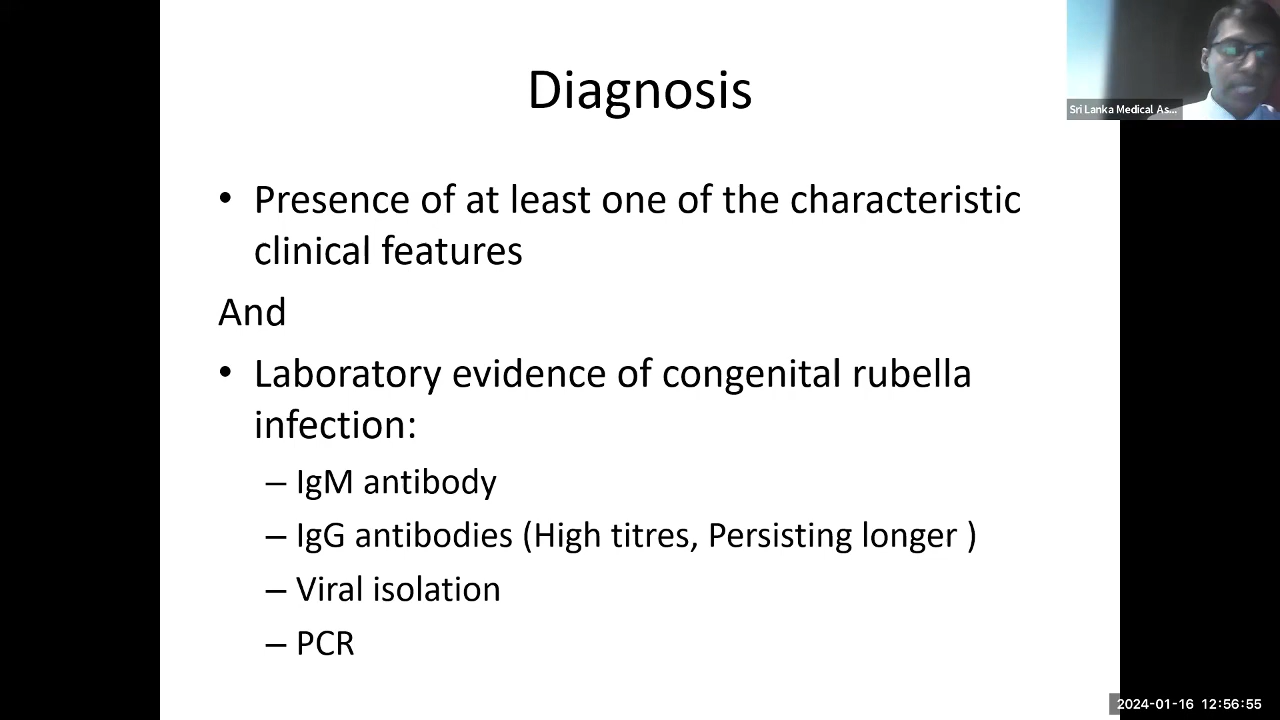 Diagnosis
Sri Lanka Medical As...
• Presence of at least one of the characteristic
clinical features
And
• Laboratory evidence of congenital rubella
infection:
– IgM antibody
– IgG antibodies (High titres, Persisting longer )
– Viral isolation
– PCR
2024-01-16 12:56:55